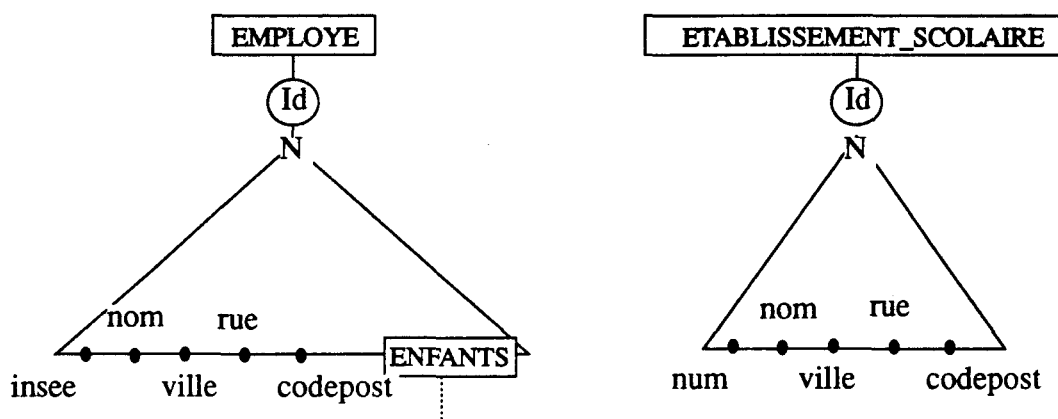 EMPLOYE
Id
N
nom rue
insee ville codepost
ENFANTS
ETABLISSEMENT_SCOLAIRE
Id
N
nom rue
num ville codepost